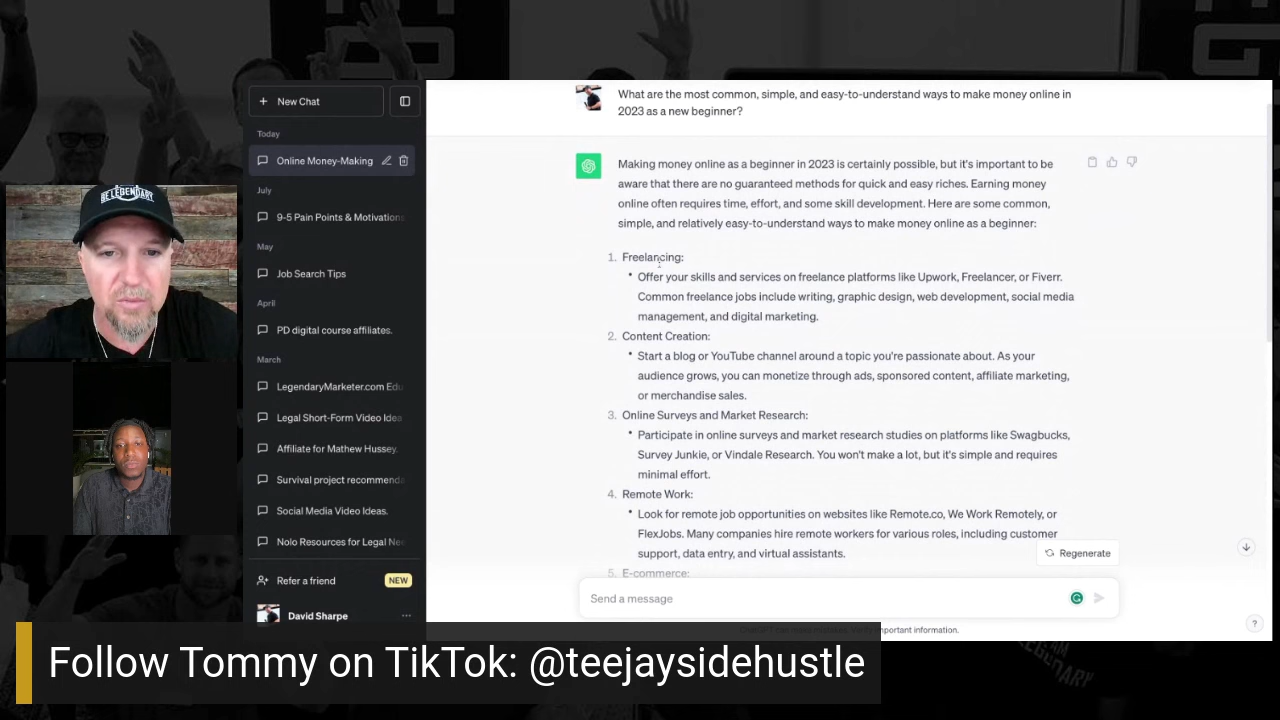 BE LEGENDARY
New Chat
Today
Online Money-Making
July
9-5 Pain Points & Motivations
May
Job Search Tips
April
PD digital course affiliates.
March
LegendaryMarketer.com Edu
Legal Short-Form Video Idea
Affiliate for Mathew Hussey.
Survival project recommenda
Social Media Video Ideas.
Nolo Resources for Legal Nee
Refer a friend
NEW
David Sharpe
What are the most common, simple, and easy-to-understand ways to make money online in
2023 as a new beginner?
Making money online as a beginner in 2023 is certainly possible, but it's important to be
aware that there are no guaranteed methods for quick and easy riches. Earning money
online often requires time, effort, and some skill development. Here are some common,
simple, and relatively easy-to-understand ways to make money online as a beginner:
1. Freelancing:
• Offer your skills and services on freelance platforms like Upwork, Freelancer, or Fiverr.
Common freelance jobs include writing, graphic design, web development, social media
management, and digital marketing.
2. Content Creation:
• Start a blog or YouTube channel around a topic you're passionate about. As your
audience grows, you can monetize through ads, sponsored content, affiliate marketing,
or merchandise sales.
3. Online Surveys and Market Research:
• Participate in online surveys and market research studies on platforms like Swagbucks,
Survey Junkie, or Vindale Research. You won't make a lot, but it's simple and requires
minimal effort.
4. Remote Work:
• Look for remote job opportunities on websites like Remote.co, We Work Remotely, or
FlexJobs. Many companies hire remote workers for various roles, including customer
support, data entry, and virtual assistants.
5. E-commerce:
Regenerate
Send a message
important information.
?
Follow Tommy on TikTok: @teejaysidehustle